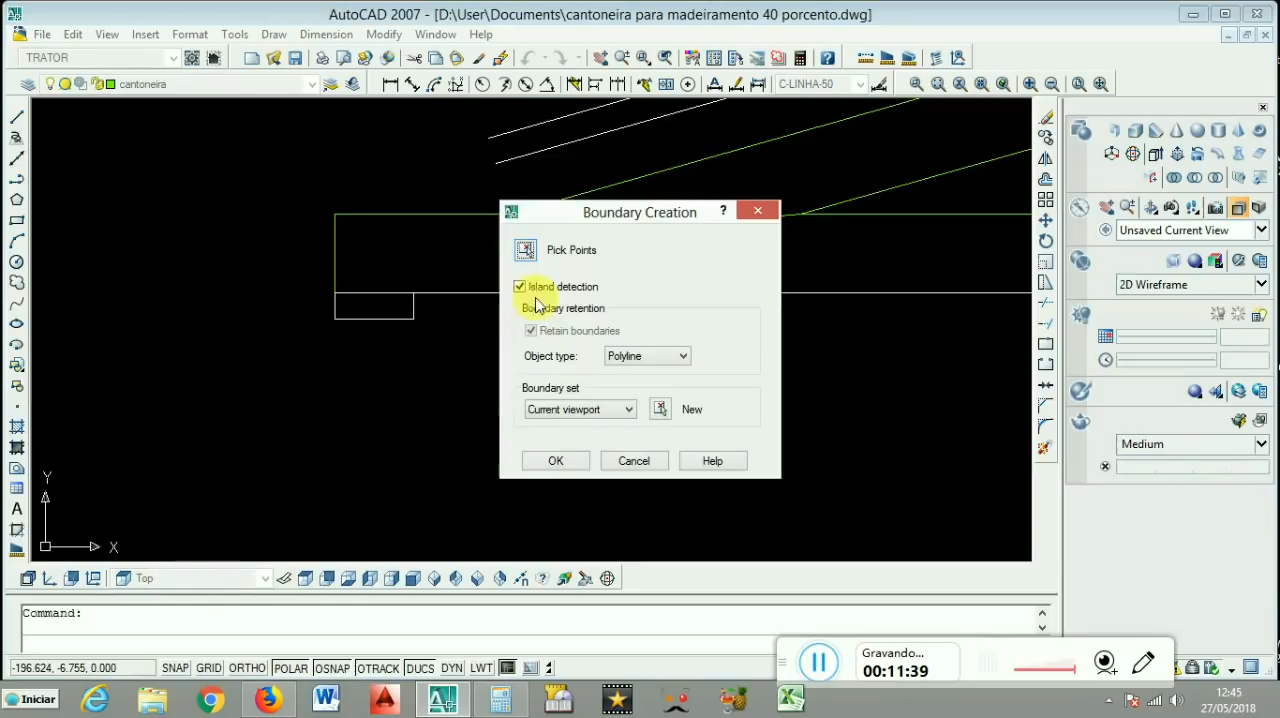 AutoCAD 2007 - [D:\User\Documents\cantoneira para madeiramento 40 porcento.dwg]
File Edit View Insert Format Tools Draw Dimension Modify Window Help
TRATOR
cantoneira
C-LINHA-50
Boundary Creation
?
Pick Points
Island detection
Boundary retention
Retain boundaries
Object type: Polyline
Boundary set
Current viewport New
OK Cancel Help
Unsaved Current View
2D Wireframe
Medium
Y
X
A
Top
Command:
-196.624, -6.755, 0.000 SNAP GRID ORTHO POLAR OSNAP OTRACK DUCS DYN LWT
Gravando...
00:11:39
Iniciar
12:45
27/05/2018